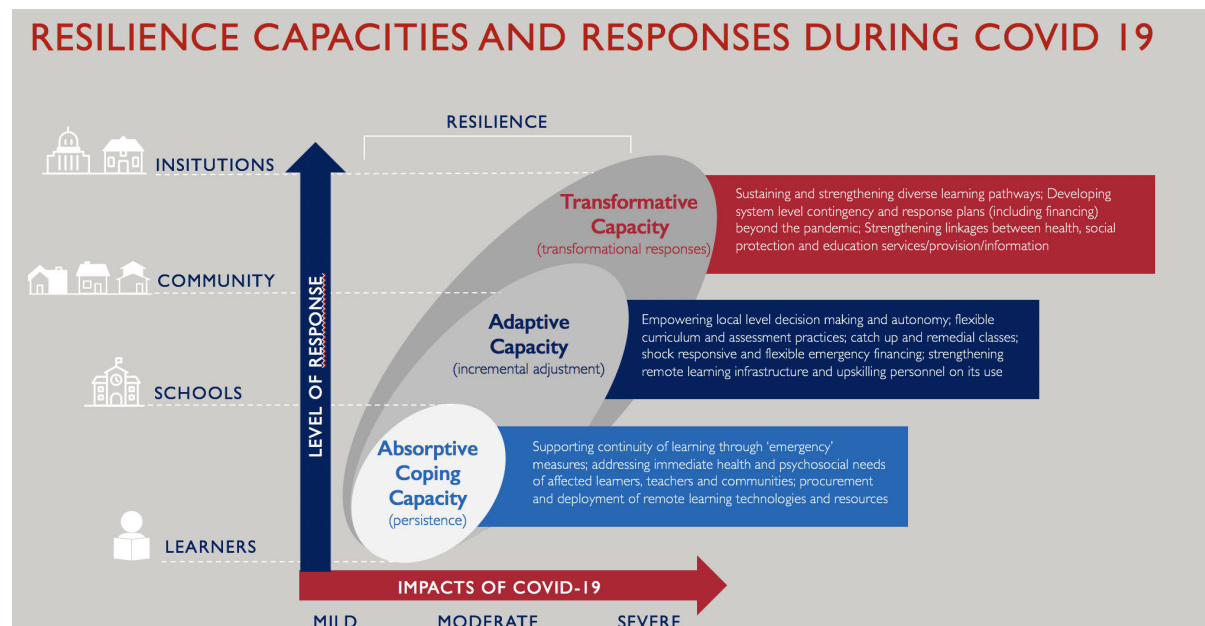 RESILIENCE CAPACITIES AND RESPONSES DURING COVID 19
RESILIENCE
INSITUTIONS
COMMUNITY
SCHOOLS
LEARNERS
LEVEL OF RESPONSE
Transformative
Capacity
(transformational responses)
Sustaining and strengthening diverse learning pathways; Developing
system level contingency and response plans (including financing)
beyond the pandemic; Strengthening linkages between health, social
protection and education services/provision/information
Adaptive
Capacity
(incremental adjustment)
Empowering local level decision making and autonomy; flexible
curriculum and assessment practices; catch up and remedial classes;
shock responsive and flexible emergency financing; strengthening
remote learning infrastructure and upskilling personnel on its use
Absorptive
Coping
Capacity
(persistence)
Supporting continuity of learning through ‘emergency’
measures; addressing immediate health and psychosocial needs
of affected learners, teachers and communities; procurement
and deployment of remote learning technologies and resources
IMPACTS OF COVID-19
MILD MODERATE SEVERE